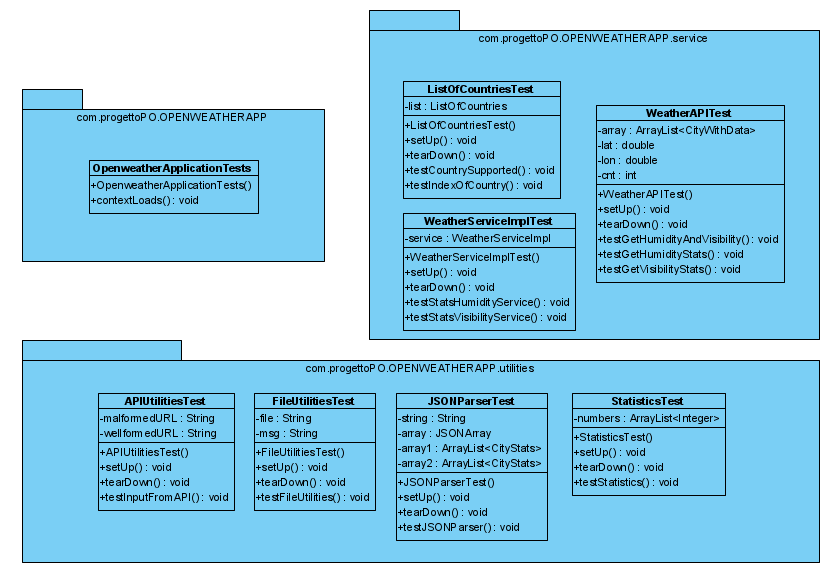 com.progettoPO.OPENWEATHERAPP
OpenweatherApplicationTests
+OpenweatherApplicationTests()
+contextLoads() : void
com.progettoPO.OPENWEATHERAPP.service
ListOfCountriesTest
-list : ListOfCountries
+ListOfCountriesTest()
+setUp() : void
+tearDown() : void
+testCountrySupported() : void
+testIndexOfCountry() : void
WeatherAPITest
-array : ArrayList<CityWithData>
-lat : double
-lon : double
-cnt : int
+WeatherAPITest()
+setUp() : void
+tearDown() : void
+testGetHumidityAndVisibility() : void
+testGetHumidityStats() : void
+testGetVisibilityStats() : void
WeatherServiceImplTest
-service : WeatherServiceImpl
+WeatherServiceImplTest()
+setUp() : void
+tearDown() : void
+testStatsHumidityService() : void
+testStatsVisibilityService() : void
com.progettoPO.OPENWEATHERAPP.utilities
APIUtilitiesTest
-malformedURL : String
-wellformedURL : String
+APIUtilitiesTest()
+setUp() : void
+tearDown() : void
+testInputFromAPI() : void
FileUtilitiesTest
-file : String
-msg : String
+FileUtilitiesTest()
+setUp() : void
+tearDown() : void
+testFileUtilities() : void
JSONParserTest
-string : String
-array : JSONArray
-array1 : ArrayList<CityStats>
-array2 : ArrayList<CityStats>
+JSONParserTest()
+setUp() : void
+tearDown() : void
+testJSONParser() : void
StatisticsTest
-numbers : ArrayList<Integer>
+StatisticsTest()
+setUp() : void
+tearDown() : void
+testStatistics() : void